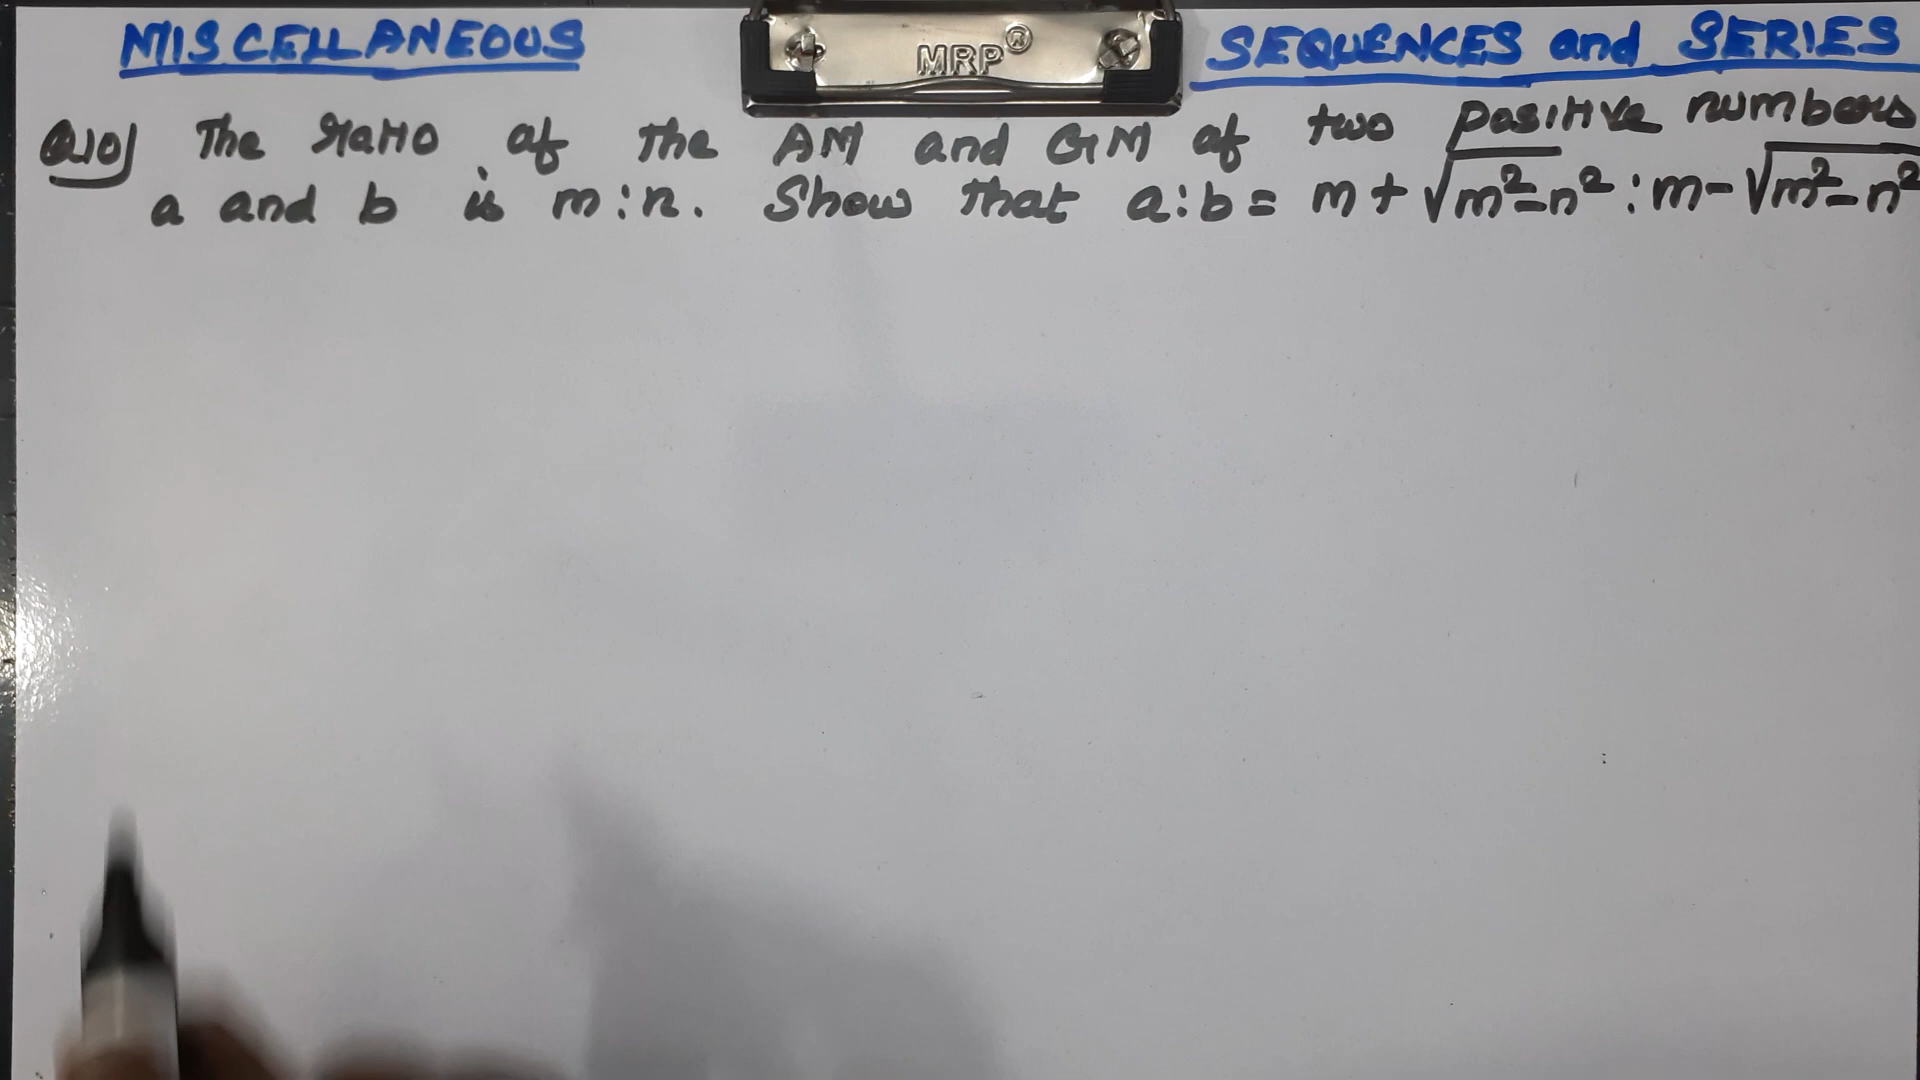 MISCELLANEOUS
MRP®
SEQUENCES and SERIES
Q10) The ratio of the AM and GM of two positive numbers
a and b is m:n. Show that a:b = m + √m²-n² : m - √m²-n²